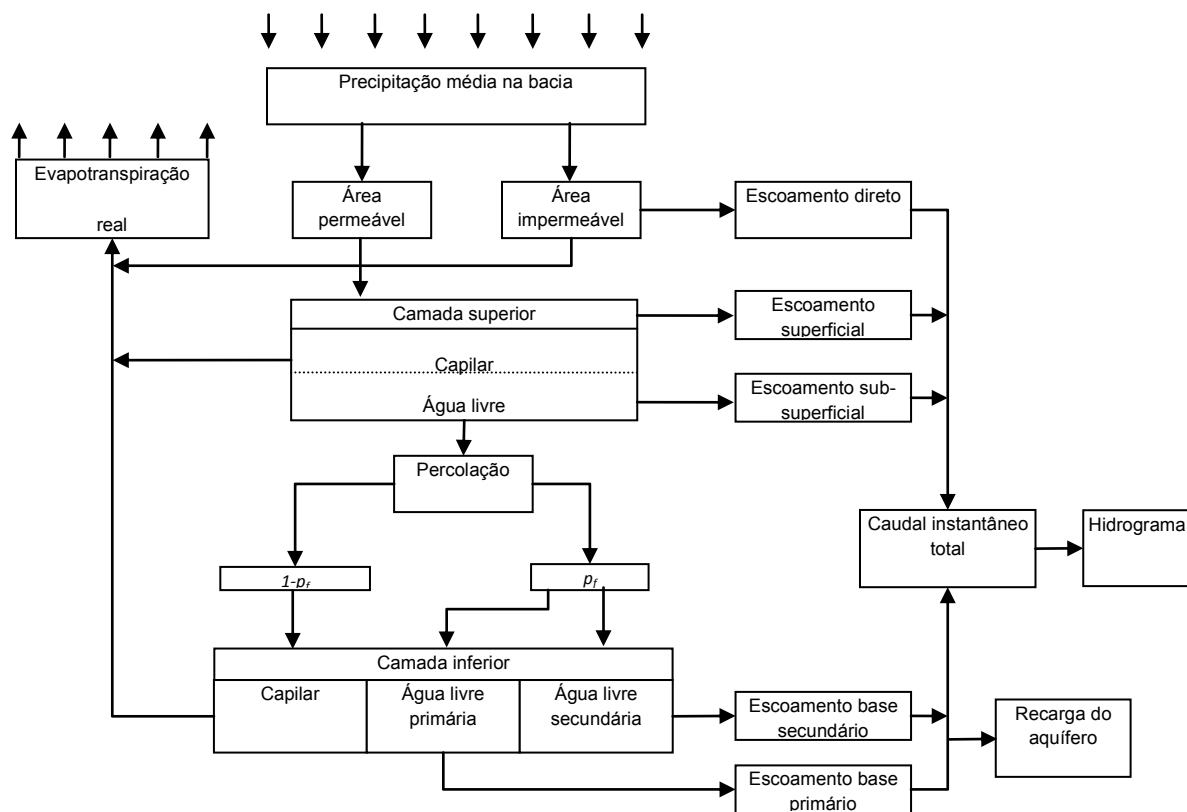 Precipitação média na bacia
Evapotranspiração
real
Área
permeável
Área
impermeável
Escoamento direto
Camada superior
Capilar
Água livre
Escoamento
superficial
Escoamento sub-
superficial
Percolação
1-pf
pf
Caudal instantâneo
total
Hidrograma
Camada inferior
Capilar
Água livre
primária
Água livre
secundária
Escoamento base
secundário
Escoamento base
primário
Recarga do
aquífero